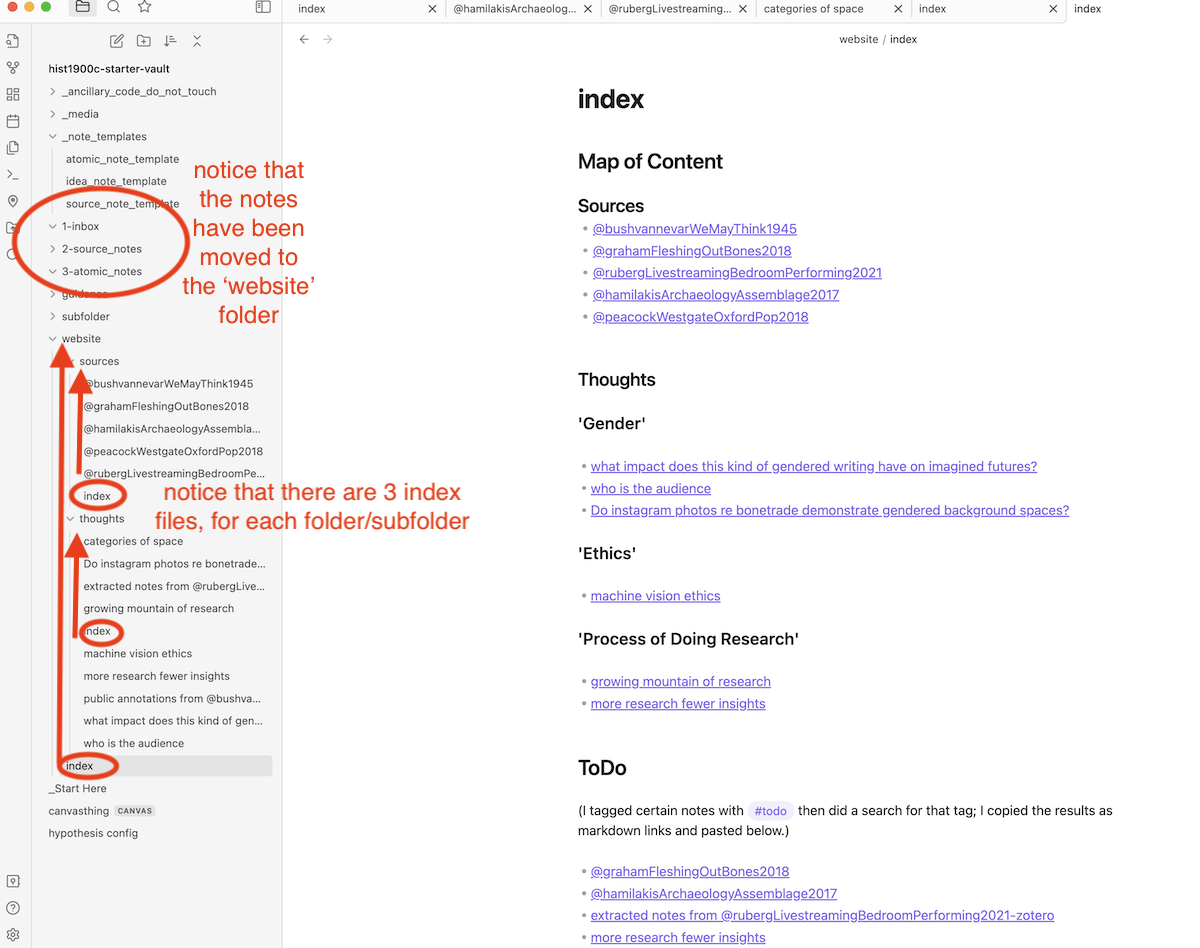 index
@hamilakisArchaeolog...
@rubergLivestreaming...
categories of space
index
index
website / index
hist1900c-starter-vault
_ancillary_code_do_not_touch
_media
_note_templates
atomic_note_template
idea_note_template
source_note_template
1-inbox
2-source_notes
3-atomic_notes
guidance
subfolder
website
sources
@bushvannevarWeMayThink1945
@grahamFleshingOutBones2018
@hamilakisArchaeologyAssembla...
@peacockWestgateOxfordPop2018
@rubergLivestreamingBedroomPe...
index
thoughts
categories of space
Do instagram photos re bonetrade...
extracted notes from @rubergLive...
growing mountain of research
index
machine vision ethics
more research fewer insights
public annotations from @bushva...
what impact does this kind of gen...
who is the audience
index
_Start Here
canvasthing CANVAS
hypothesis config
notice that
the notes
have been
moved to
the ‘website’
folder
notice that there are 3 index
files, for each folder/subfolder
index
Map of Content
Sources
@bushvannevarWeMayThink1945
@grahamFleshingOutBones2018
@rubergLivestreamingBedroomPerforming2021
@hamilakisArchaeologyAssemblage2017
@peacockWestgateOxfordPop2018
Thoughts
'Gender'
what impact does this kind of gendered writing have on imagined futures?
who is the audience
Do instagram photos re bonetrade demonstrate gendered background spaces?
'Ethics'
machine vision ethics
'Process of Doing Research'
growing mountain of research
more research fewer insights
ToDo
(I tagged certain notes with #todo then did a search for that tag; I copied the results as
markdown links and pasted below.)
@grahamFleshingOutBones2018
@hamilakisArchaeologyAssemblage2017
extracted notes from @rubergLivestreamingBedroomPerforming2021-zotero
more research fewer insights